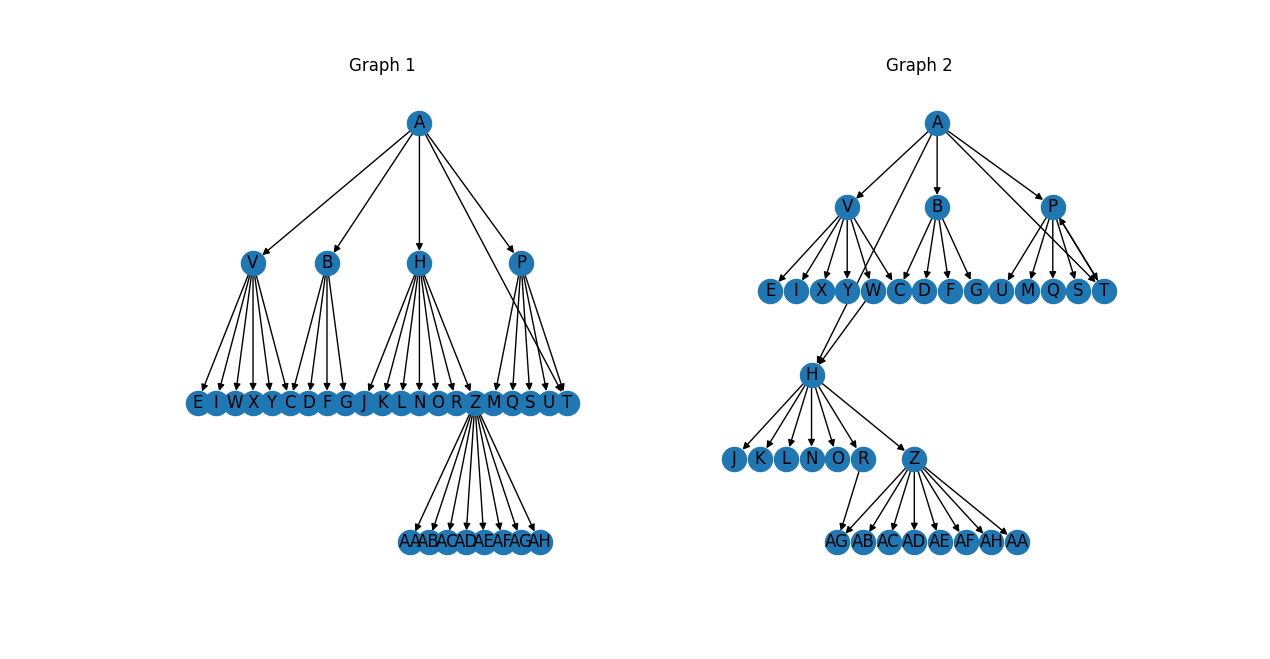 Graph 1 Graph 2
A A
V B P
V B H P
E I X Y W C D F G U M Q S T
H
E I W X Y C D F G J K L N O R Z M Q S U T
J K L N O R Z
AA AB AC AD AE AF AG AH AG AB AC AD AE AF AH AA